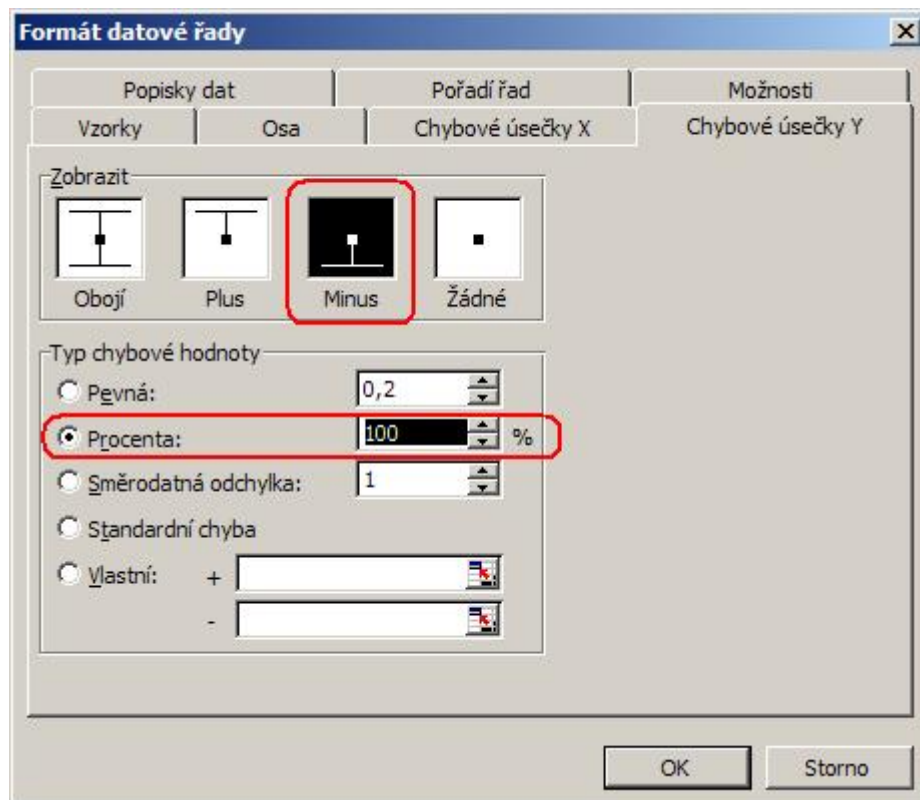 Formát datové řady
Popisky dat Pořadí řad Možnosti
Vzorky Osa Chybové úsečky X Chybové úsečky Y
Zobrazit
Obojí Plus Minus Žádné
Typ chybové hodnoty
Pevná: 0,2
Procenta: 100 %
Směrodatná odchylka: 1
Standardní chyba
Vlastní: +
-
OK Storno